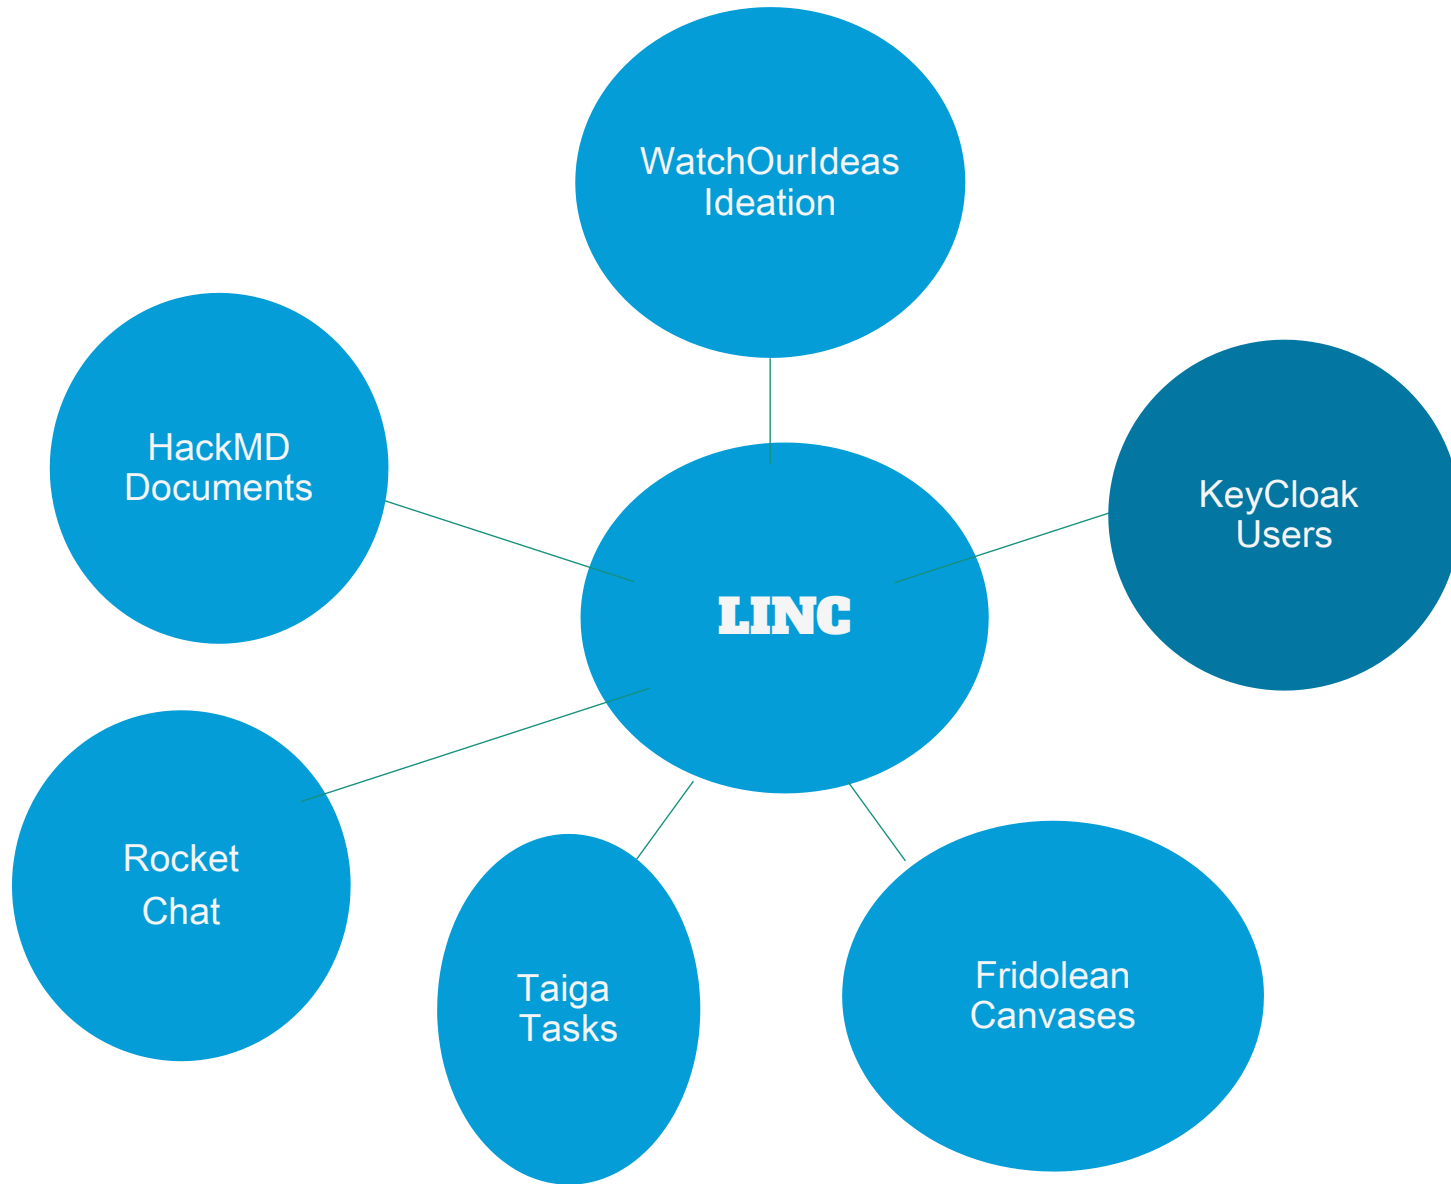 WatchOurIdeas
Ideation
HackMD
Documents
KeyCloak
Users
LINC
Rocket
Chat
Taiga
Tasks
Fridolean
Canvases